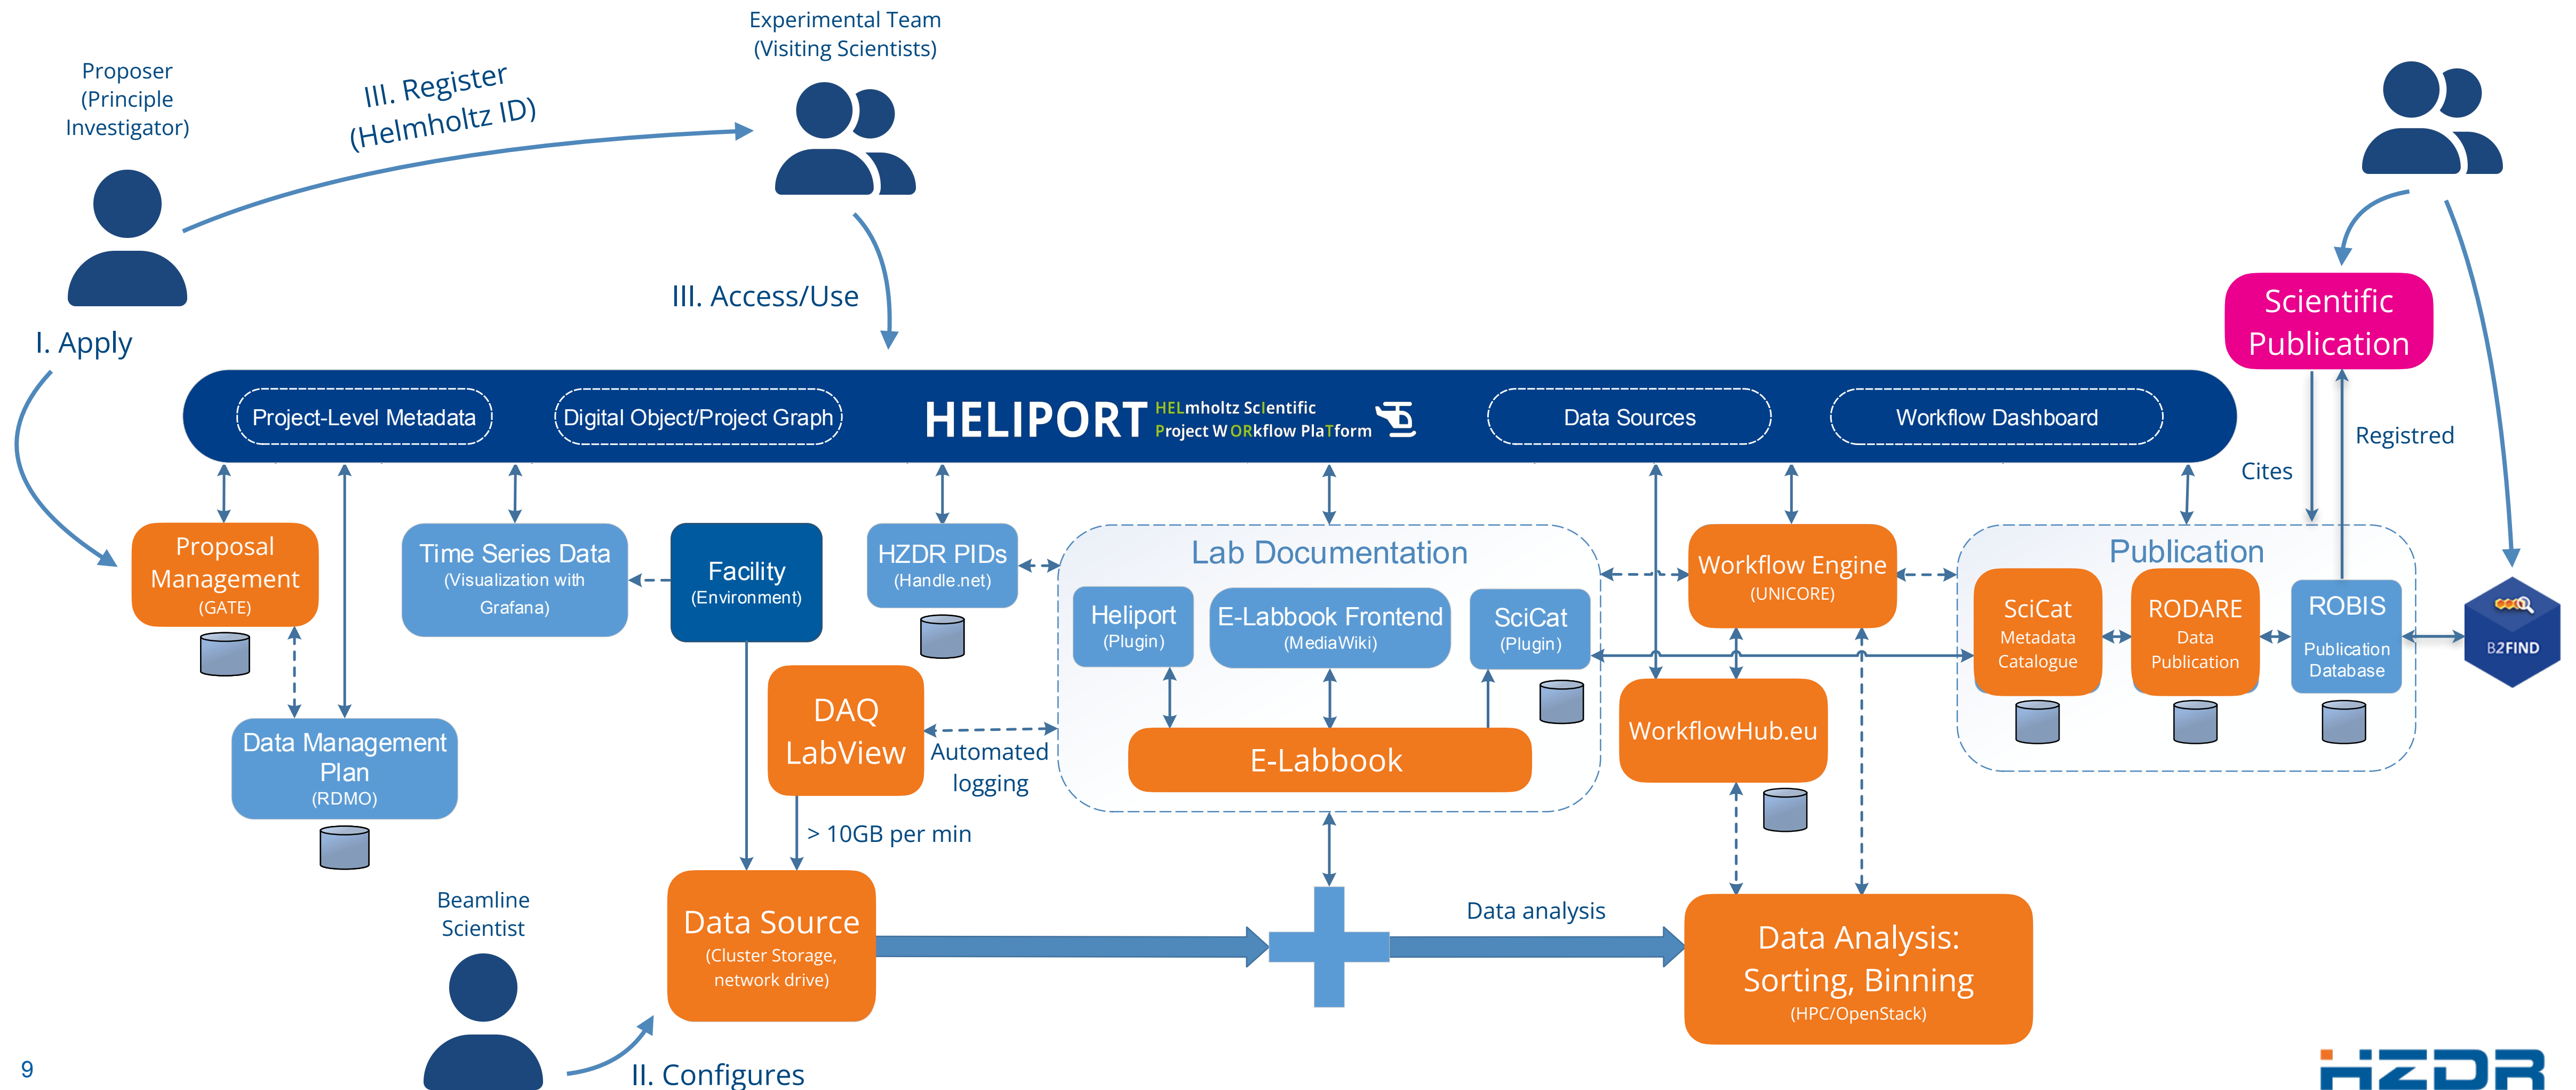 Experimental Team
(Visiting Scientists)
Proposer
(Principle
Investigator)
III. Register
(Helmholtz ID)
III. Access/Use
I. Apply
Scientific
Publication
Project-Level Metadata
Digital Object/Project Graph
HELIPORT
HELmholtz ScIentific
Project WORkflow PlaTform
Data Sources
Workflow Dashboard
Registred
Cites
Proposal
Management
(GATE)
Time Series Data
(Visualization with
Grafana)
Facility
(Environment)
HZDR PIDs
(Handle.net)
Lab Documentation
Heliport
(Plugin)
E-Labbook Frontend
(MediaWiki)
SciCat
(Plugin)
E-Labbook
Workflow Engine
(UNICORE)
WorkflowHub.eu
Publication
SciCat
Metadata
Catalogue
RODARE
Data
Publication
ROBIS
Publication
Database
B2FIND
Data Management
Plan
(RDMO)
DAQ
LabView
Automated
logging
> 10GB per min
Beamline
Scientist
Data Source
(Cluster Storage,
network drive)
Data analysis
Data Analysis:
Sorting, Binning
(HPC/OpenStack)
II. Configures
9
HZDR